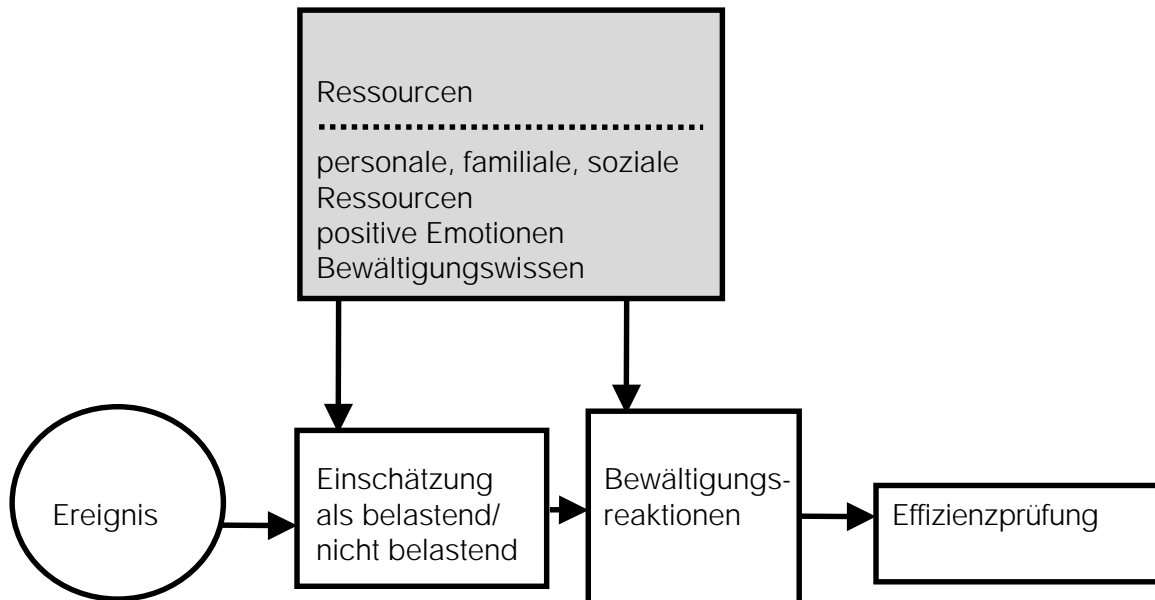 Ressourcen
personale, familiale, soziale
Ressourcen
positive Emotionen
Bewältigungswissen
Ereignis
Einschätzung
als belastend/
nicht belastend
Bewältigungs-
reaktionen
Effizienzprüfung